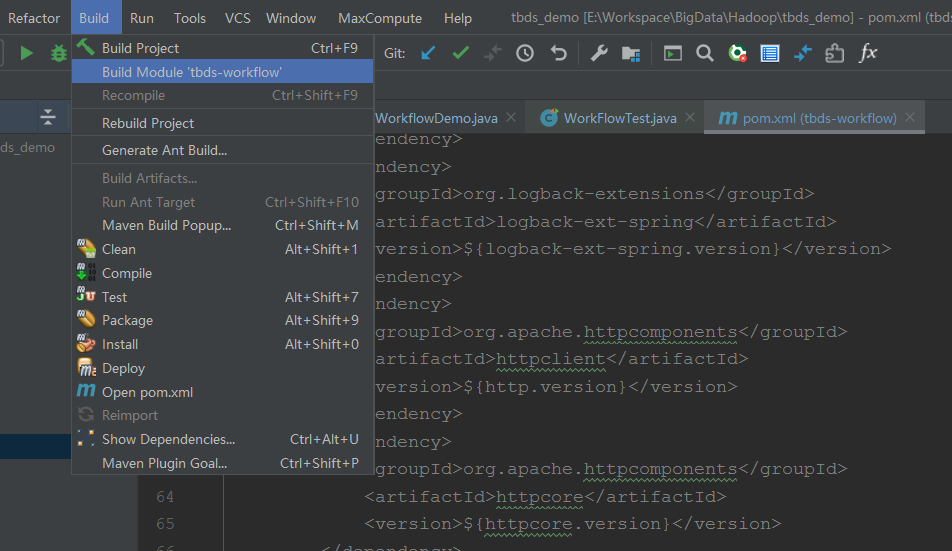 Refactor Build Run Tools VCS Window MaxCompute Help tbds_demo [E:\Workspace\BigData\Hadoop\tbds_demo] - pom.xml (tbds
Git:
Build Project Ctrl+F9
Build Module 'tbds-workflow'
Recompile Ctrl+Shift+F9
Rebuild Project
Generate Ant Build...
Build Artifacts...
Run Ant Target Ctrl+Shift+F10
Maven Build Popup... Ctrl+Shift+M
Clean Alt+Shift+1
Compile
Test Alt+Shift+7
Package Alt+Shift+9
Install Alt+Shift+0
Deploy
Open pom.xml
Reimport
Show Dependencies... Ctrl+Alt+U
Maven Plugin Goal... Ctrl+Shift+P
ds_demo
WorkflowDemo.java WorkFlowTest.java pom.xml (tbds-workflow)
endency>
ndency>
groupId>org.logback-extensions</groupId>
artifactId>logback-ext-spring</artifactId>
version>${logback-ext-spring.version}</version>
endency>
ndency>
groupId>org.apache.httpcomponents</groupId>
artifactId>httpclient</artifactId>
version>${http.version}</version>
endency>
ndency>
groupId>org.apache.httpcomponents</groupId>
64 <artifactId>httpcore</artifactId>
65 <version>${httpcore.version}</version>
66 </dependency>